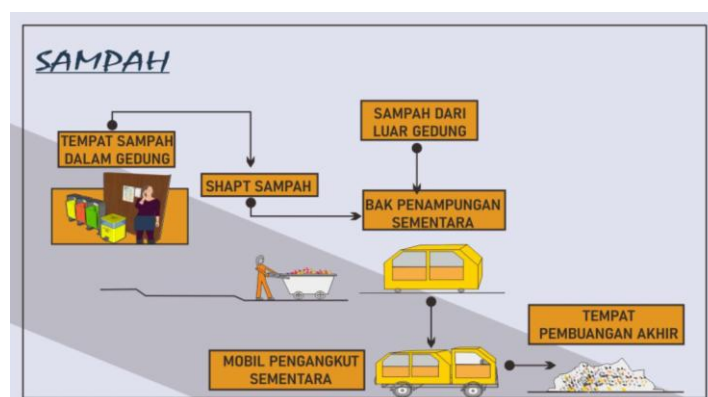 SAMPAH
SAMPAH DARI
LUAR GEDUNG
TEMPAT SAMPAH
DALAM GEDUNG
SHAPT SAMPAH
BAK PENAMPUNGAN
SEMENTARA
TEMPAT
PEMBUANGAN AKHIR
MOBIL PENGANGKUT
SEMENTARA